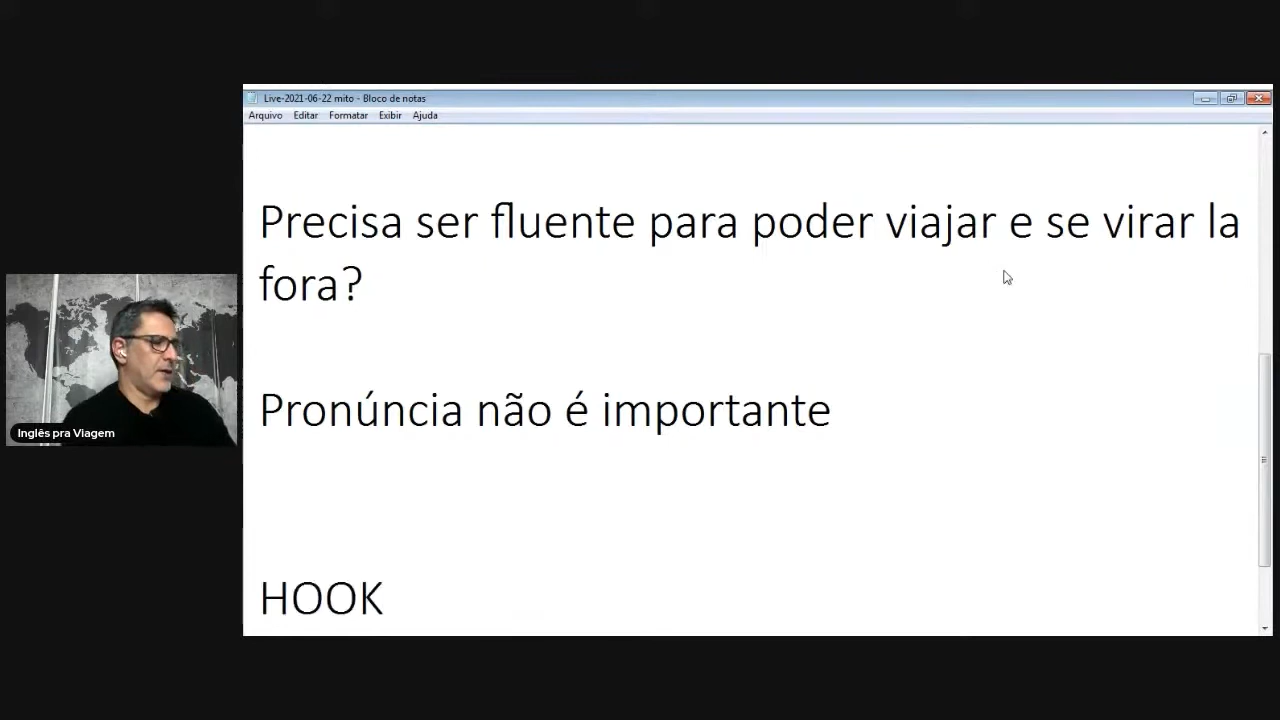 Live-2021-06-22 mito - Bloco de notas
Arquivo Editar Formatar Exibir Ajuda
Precisa ser fluente para poder viajar e se virar la
fora?
Pronúncia não é importante
HOOK
Inglês pra Viagem